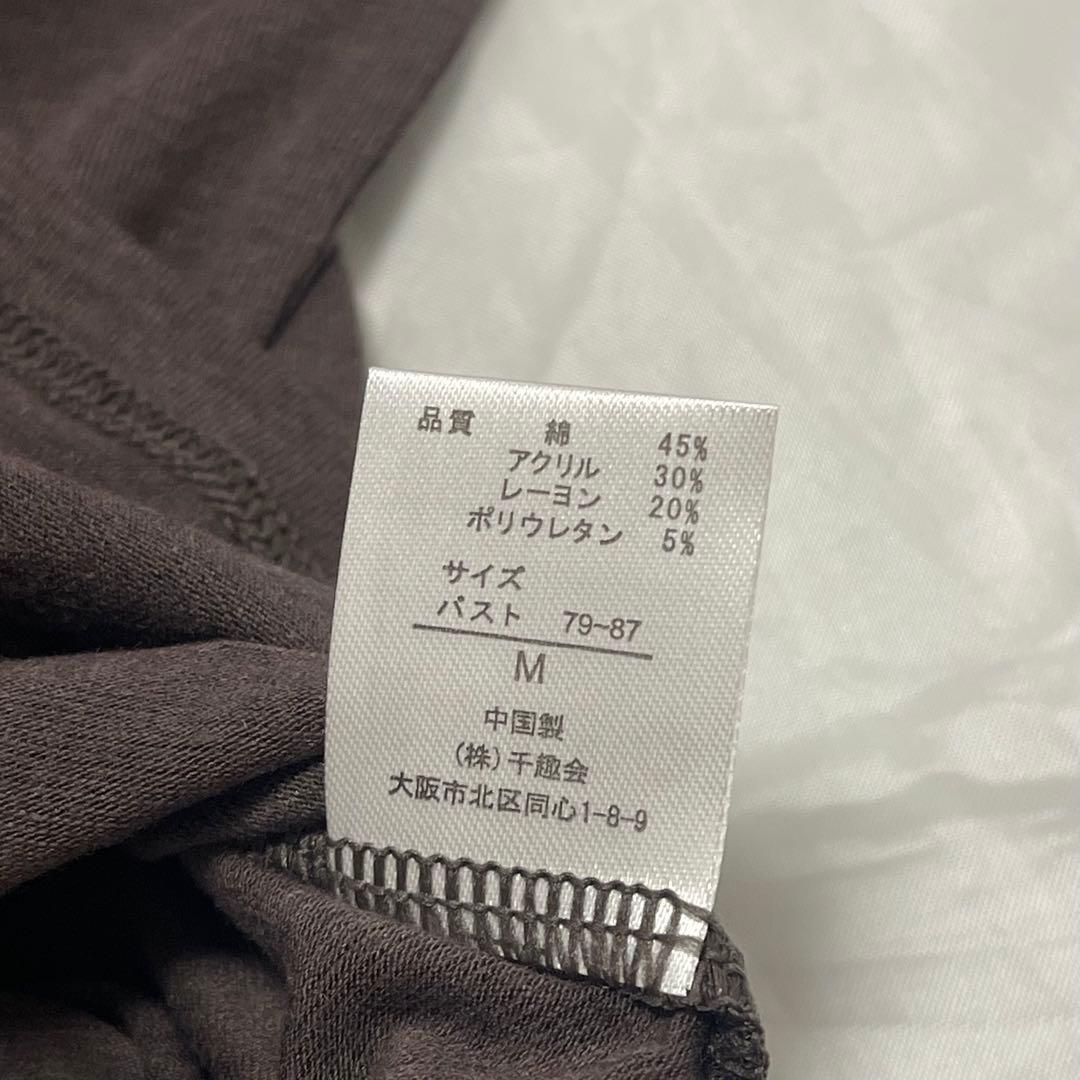 品質 綿 45%
アクリル 30%
レーヨン 20%
ポリウレタン 5%
サイズ
バスト 79~87
M
中国製
(株)千趣会
大阪市北区同心1-8-9